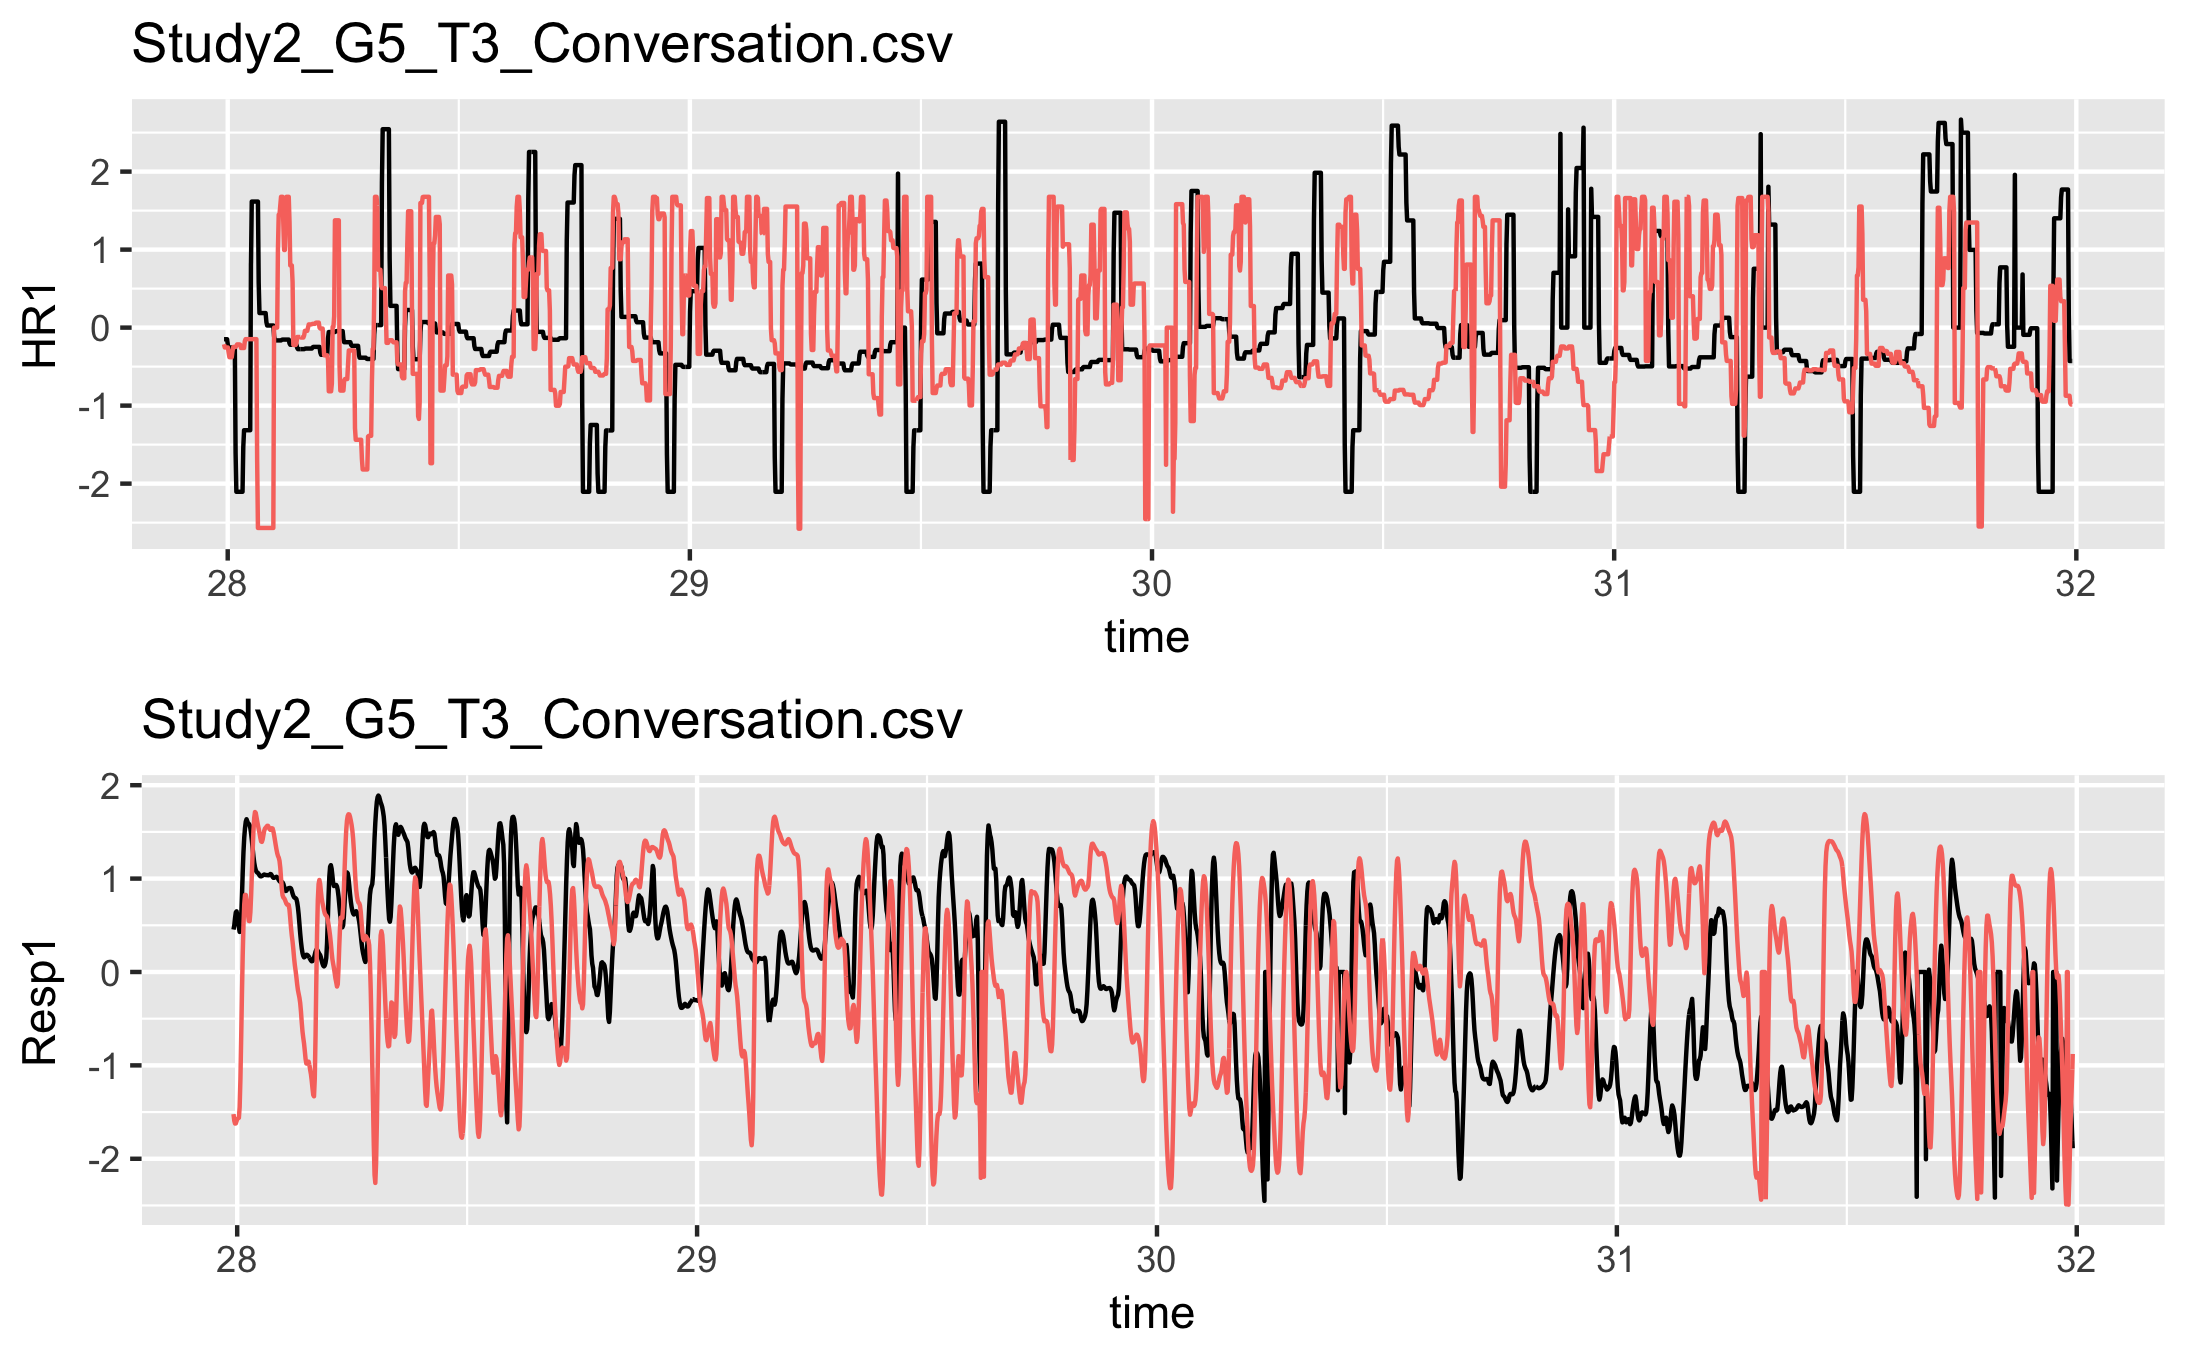 Study2_G5_T3_Conversation.csv
HR1
2
1
0
-1
-2
28 29 30 31 32
time
Study2_G5_T3_Conversation.csv
Resp1
2
1
0
-1
-2
28 29 30 31 32
time